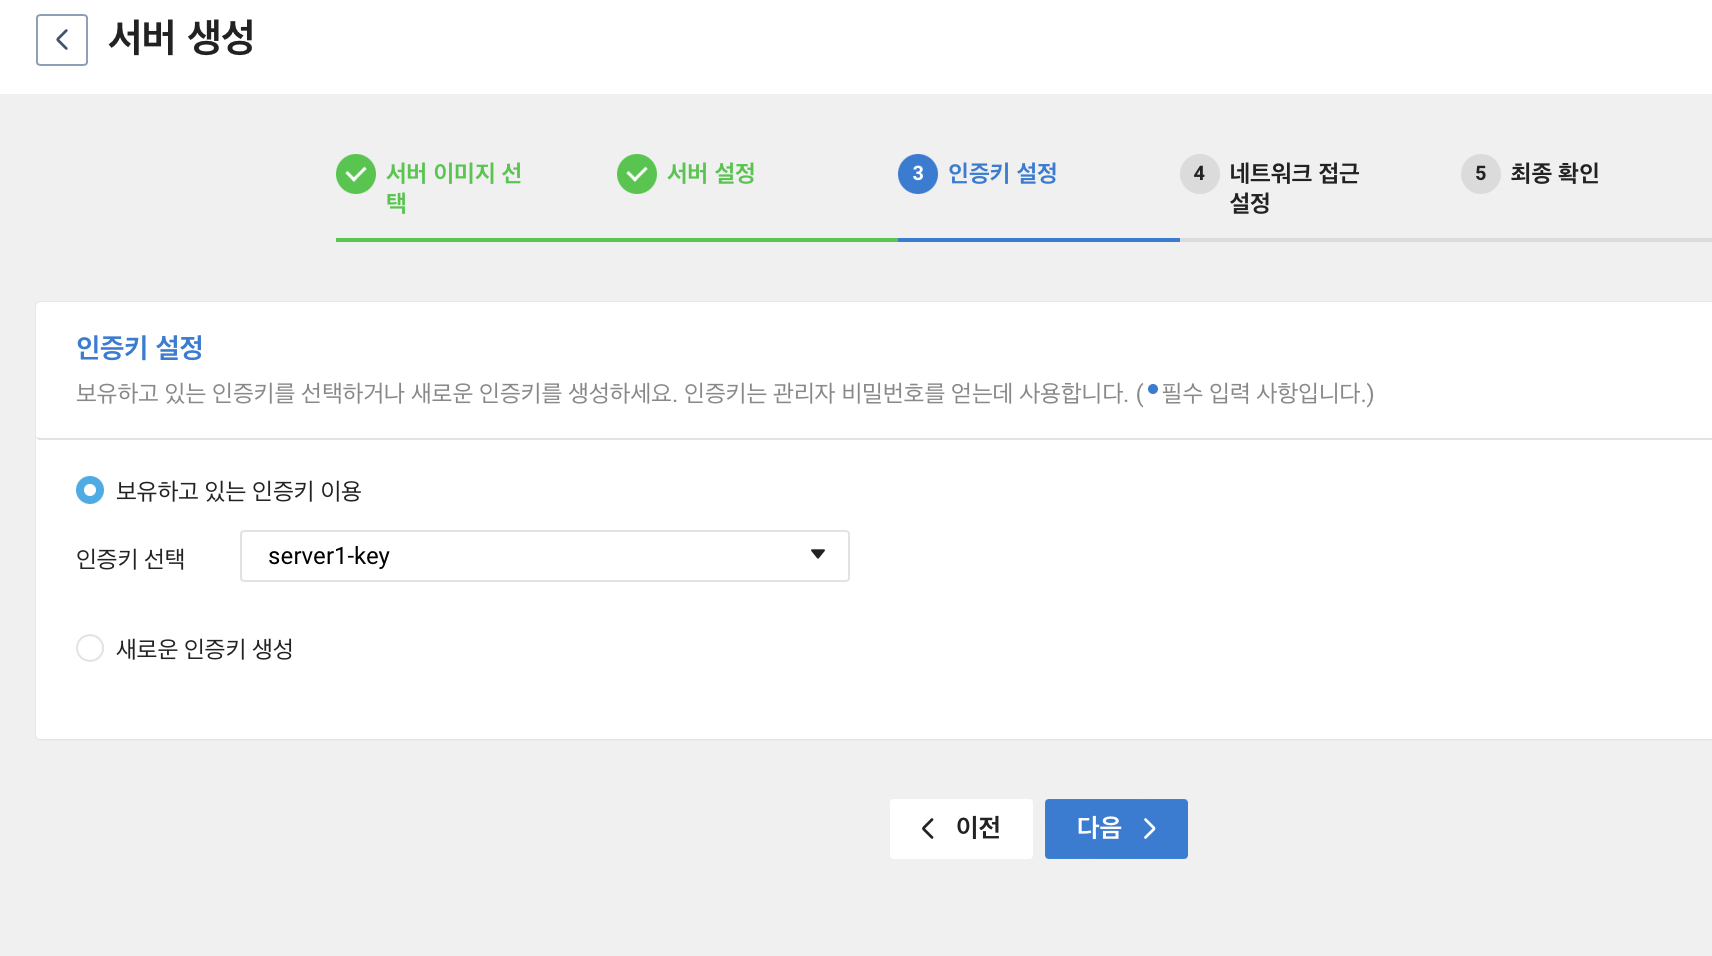 서버 생성
서버 이미지 선
택
서버 설정
3 인증키 설정
4 네트워크 접근
설정
5 최종 확인
인증키 설정
보유하고 있는 인증키를 선택하거나 새로운 인증키를 생성하세요. 인증키는 관리자 비밀번호를 얻는데 사용합니다. (•필수 입력 사항입니다.)
보유하고 있는 인증키 이용
인증키 선택 server1-key
새로운 인증키 생성
이전
다음